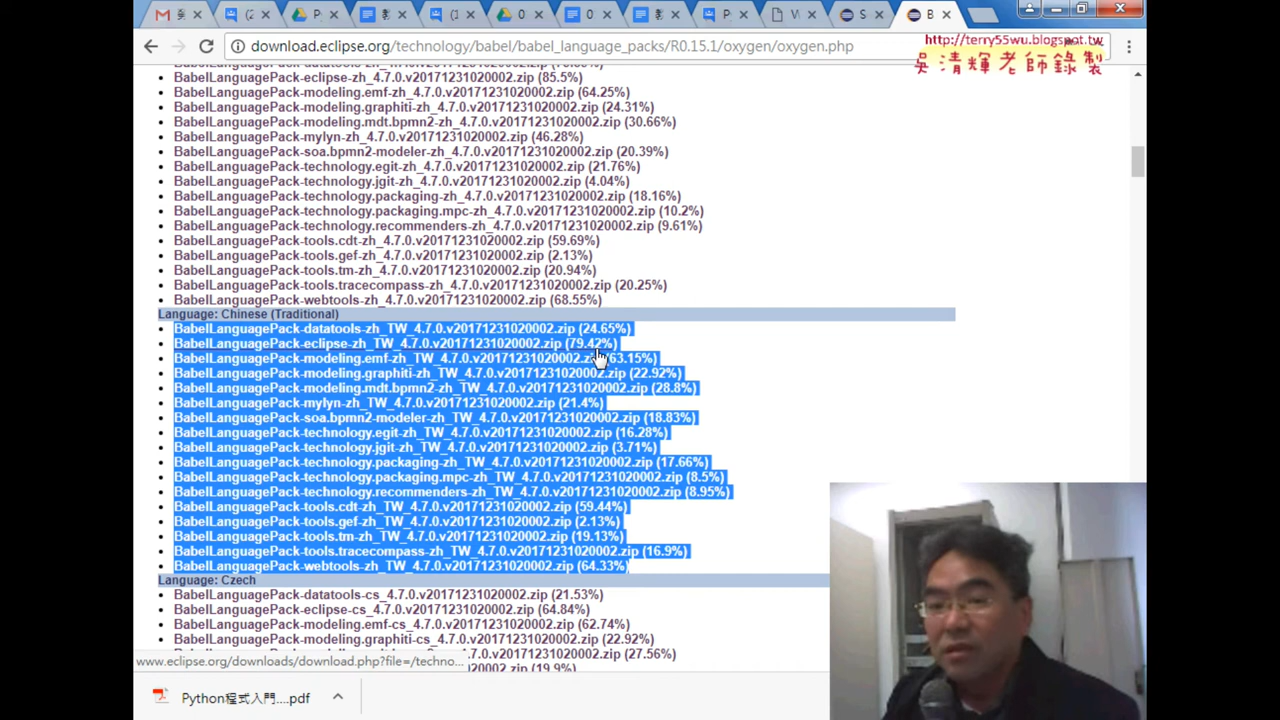 download.eclipse.org/technology/babel/babel_language_packs/R0.15.1/oxygen/oxygen.php
http://terry55wu.blogspot.tw
吳清輝老師錄製
BabelLanguagePack-eclipse-zh_4.7.0.v20171231020002.zip (85.5%)
BabelLanguagePack-modeling.emf-zh_4.7.0.v20171231020002.zip (64.25%)
BabelLanguagePack-modeling.graphiti-zh_4.7.0.v20171231020002.zip (24.31%)
BabelLanguagePack-modeling.mdt.bpmn2-zh_4.7.0.v20171231020002.zip (30.66%)
BabelLanguagePack-mylyn-zh_4.7.0.v20171231020002.zip (46.28%)
BabelLanguagePack-soa.bpmn2-modeler-zh_4.7.0.v20171231020002.zip (20.39%)
BabelLanguagePack-technology.egit-zh_4.7.0.v20171231020002.zip (21.76%)
BabelLanguagePack-technology.jgit-zh_4.7.0.v20171231020002.zip (4.04%)
BabelLanguagePack-technology.packaging-zh_4.7.0.v20171231020002.zip (18.16%)
BabelLanguagePack-technology.packaging.mpc-zh_4.7.0.v20171231020002.zip (10.2%)
BabelLanguagePack-technology.recommenders-zh_4.7.0.v20171231020002.zip (9.61%)
BabelLanguagePack-tools.cdt-zh_4.7.0.v20171231020002.zip (59.69%)
BabelLanguagePack-tools.gef-zh_4.7.0.v20171231020002.zip (2.13%)
BabelLanguagePack-tools.tm-zh_4.7.0.v20171231020002.zip (20.94%)
BabelLanguagePack-tools.tracecompass-zh_4.7.0.v20171231020002.zip (20.25%)
BabelLanguagePack-webtools-zh_4.7.0.v20171231020002.zip (68.55%)
Language: Chinese (Traditional)
BabelLanguagePack-datatools-zh_TW_4.7.0.v20171231020002.zip (24.65%)
BabelLanguagePack-eclipse-zh_TW_4.7.0.v20171231020002.zip (79.42%)
BabelLanguagePack-modeling.emf-zh_TW_4.7.0.v20171231020002.zip (63.15%)
BabelLanguagePack-modeling.graphiti-zh_TW_4.7.0.v20171231020002.zip (22.92%)
BabelLanguagePack-modeling.mdt.bpmn2-zh_TW_4.7.0.v20171231020002.zip (28.8%)
BabelLanguagePack-mylyn-zh_TW_4.7.0.v20171231020002.zip (21.4%)
BabelLanguagePack-soa.bpmn2-modeler-zh_TW_4.7.0.v20171231020002.zip (18.83%)
BabelLanguagePack-technology.egit-zh_TW_4.7.0.v20171231020002.zip (16.28%)
BabelLanguagePack-technology.jgit-zh_TW_4.7.0.v20171231020002.zip (3.71%)
BabelLanguagePack-technology.packaging-zh_TW_4.7.0.v20171231020002.zip (17.66%)
BabelLanguagePack-technology.packaging.mpc-zh_TW_4.7.0.v20171231020002.zip (8.5%)
BabelLanguagePack-technology.recommenders-zh_TW_4.7.0.v20171231020002.zip (8.95%)
BabelLanguagePack-tools.cdt-zh_TW_4.7.0.v20171231020002.zip (59.44%)
BabelLanguagePack-tools.gef-zh_TW_4.7.0.v20171231020002.zip (2.13%)
BabelLanguagePack-tools.tm-zh_TW_4.7.0.v20171231020002.zip (19.13%)
BabelLanguagePack-tools.tracecompass-zh_TW_4.7.0.v20171231020002.zip (16.9%)
BabelLanguagePack-webtools-zh_TW_4.7.0.v20171231020002.zip (64.33%)
Language: Czech
BabelLanguagePack-datatools-cs_4.7.0.v20171231020002.zip (21.53%)
BabelLanguagePack-eclipse-cs_4.7.0.v20171231020002.zip (64.84%)
BabelLanguagePack-modeling.emf-cs_4.7.0.v20171231020002.zip (62.74%)
BabelLanguagePack-modeling.graphiti-cs_4.7.0.v20171231020002.zip (22.92%)
20002.zip (27.56%)
www.eclipse.org/downloads/download.php?file=/techno...
20002.zip (19.9%)
Python程式入門....pdf